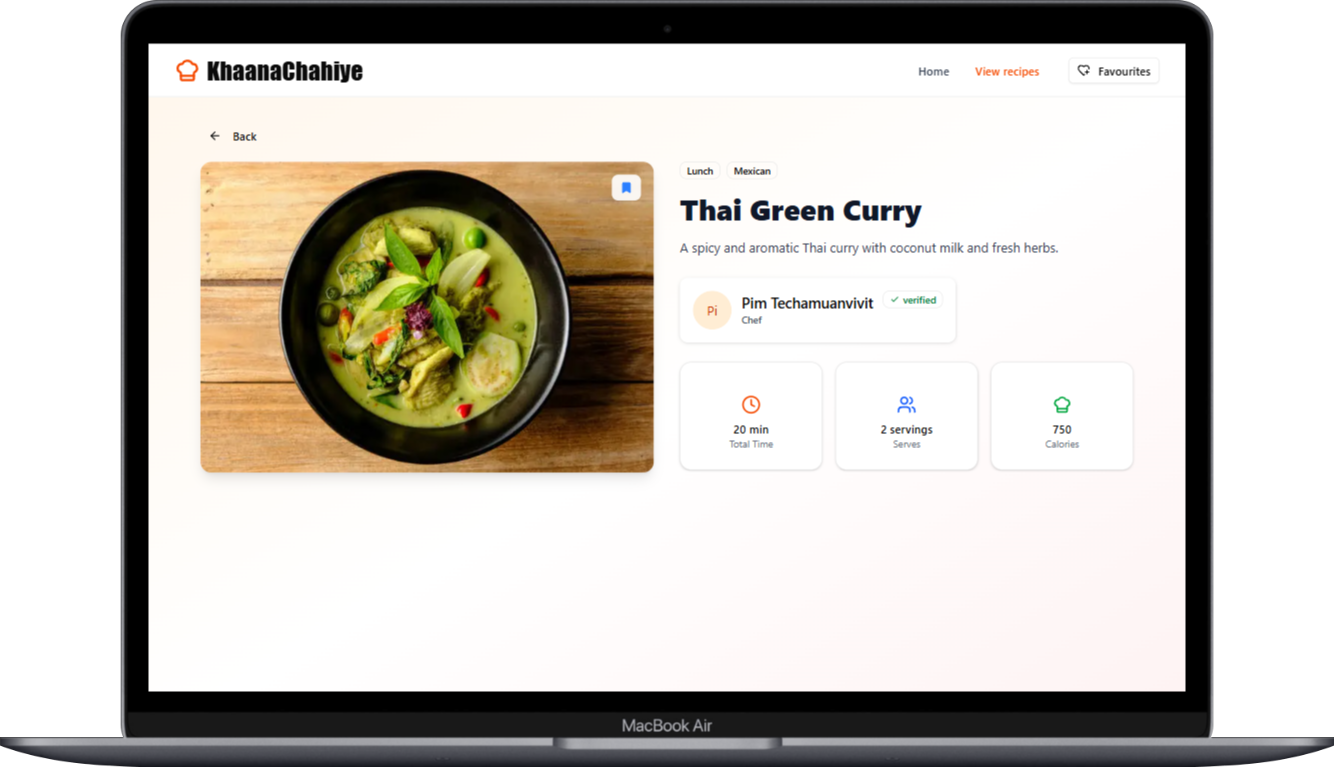 KhaanaChahiye
Home View recipes Favourites
Back
Lunch Mexican
Thai Green Curry
A spicy and aromatic Thai curry with coconut milk and fresh herbs.
Pi
Pim Techamuanvivit verified
Chef
20 min
Total Time
2 servings
Serves
750
Calories
MacBook Air